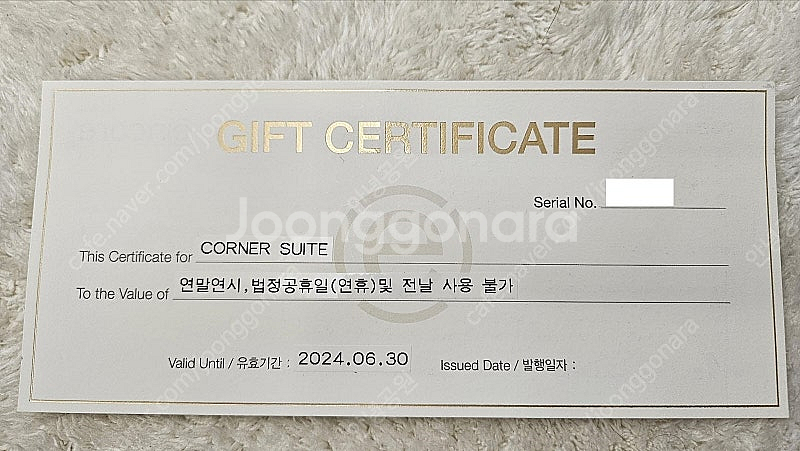 GIFT CERTIFICATE
Serial No.
Joonggonara
This Certificate for CORNER SUITE
To the Value of 연말연시,법정공휴일(연휴)및 전날 사용 불가
Valid Until / 유효기간 : 2024.06.30 Issued Date / 발행일자 :